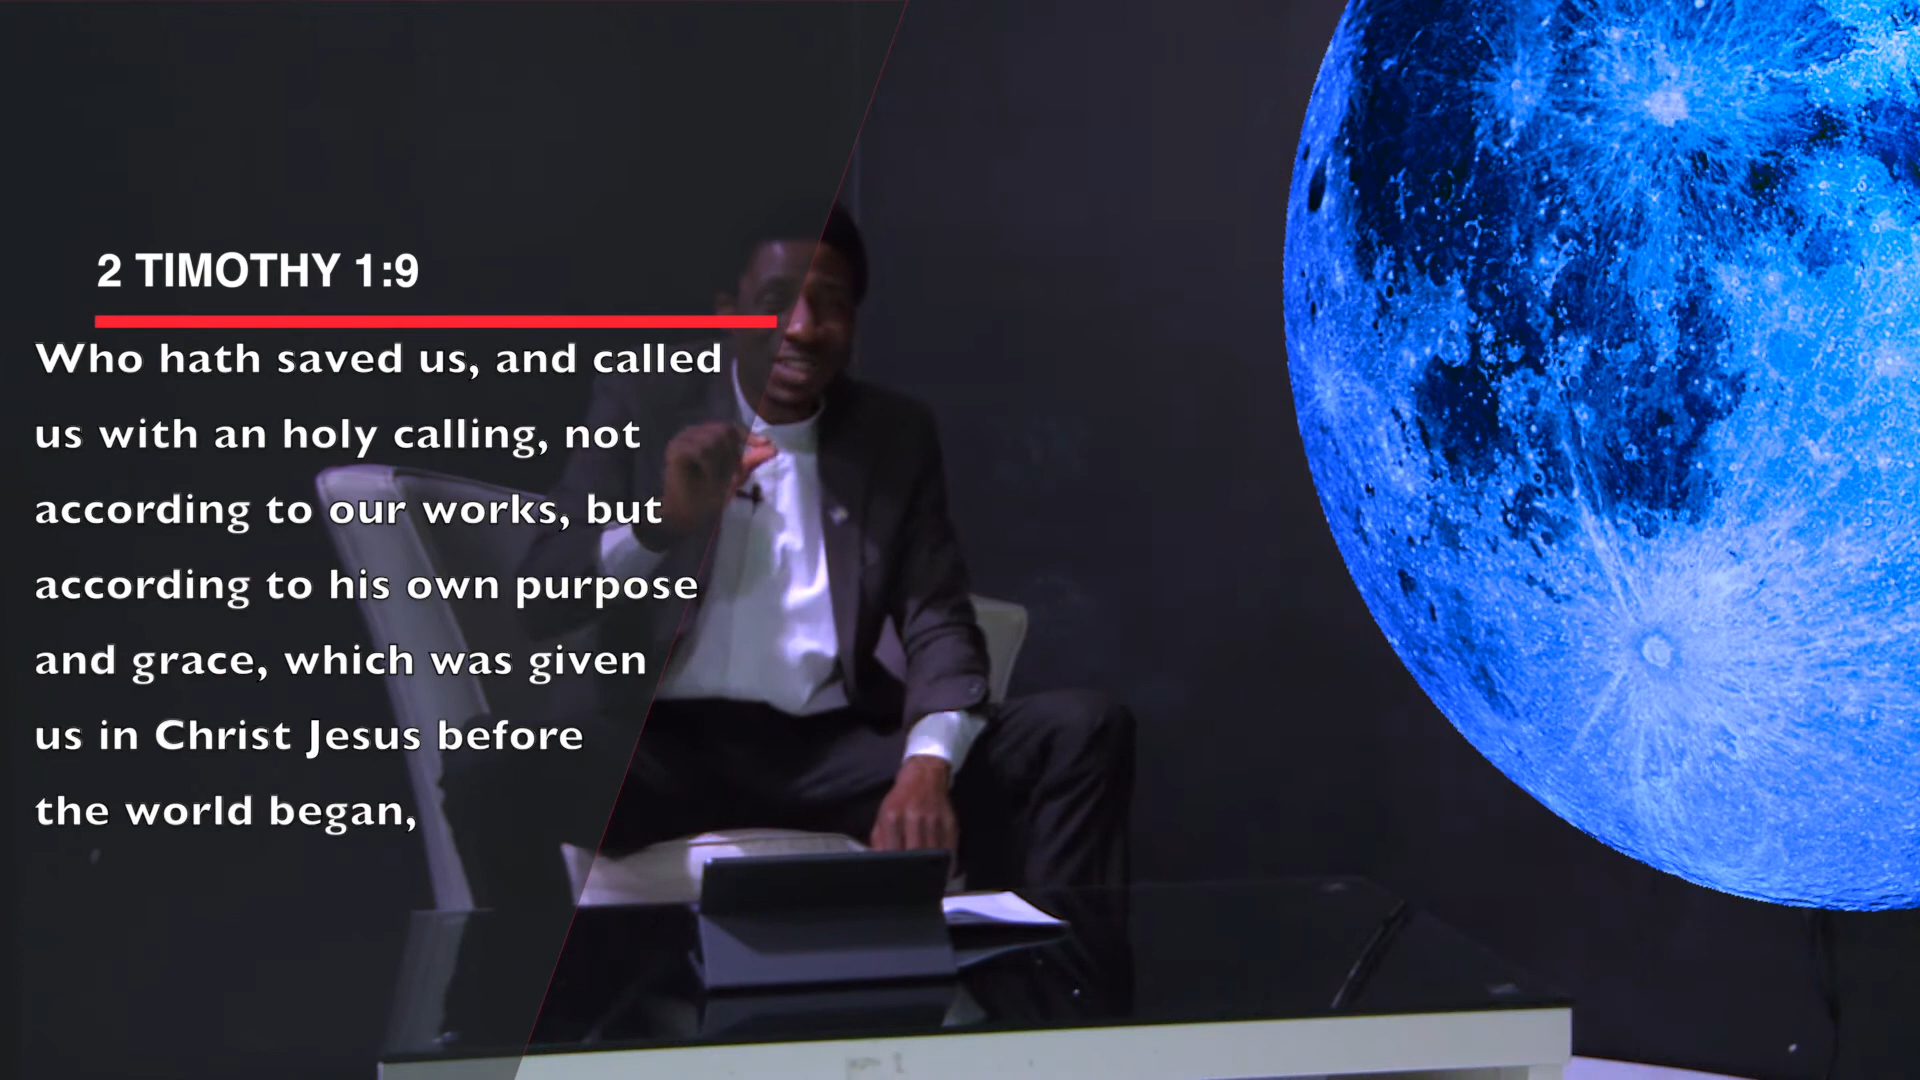 2 TIMOTHY 1:9
Who hath saved us, and called
us with an holy calling, not
according to our works, but
according to his own purpose
and grace, which was given
us in Christ Jesus before
the world began,